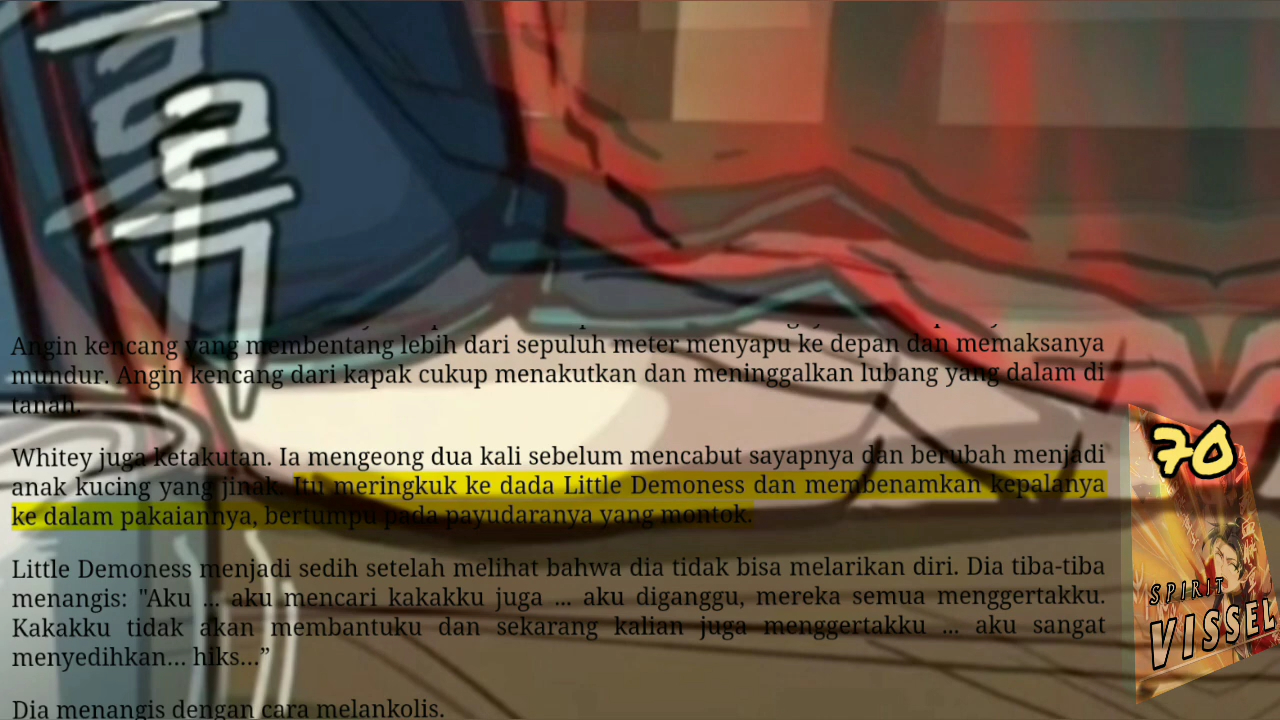 Angin kencang yang membentang lebih dari sepuluh meter menyapu ke depan dan memaksanya
mundur. Angin kencang dari kapak cukup menakutkan dan meninggalkan lubang yang dalam di
tanah.
Whitey juga ketakutan. Ia mengeong dua kali sebelum mencabut sayapnya dan berubah menjadi
anak kucing yang jinak. Itu meringkuk ke dada Little Demoness dan membenamkan kepalanya
ke dalam pakaiannya, bertumpu pada payudaranya yang montok.
Little Demoness menjadi sedih setelah melihat bahwa dia tidak bisa melarikan diri. Dia tiba-tiba
menangis: "Aku ... aku mencari kakakku juga ... aku diganggu, mereka semua menggertakku.
Kakakku tidak akan membantuku dan sekarang kalian juga menggertakku ... aku sangat
menyedihkan... hiks...”
Dia menangis dengan cara melankolis.
70
SPIRIT
VISSEL